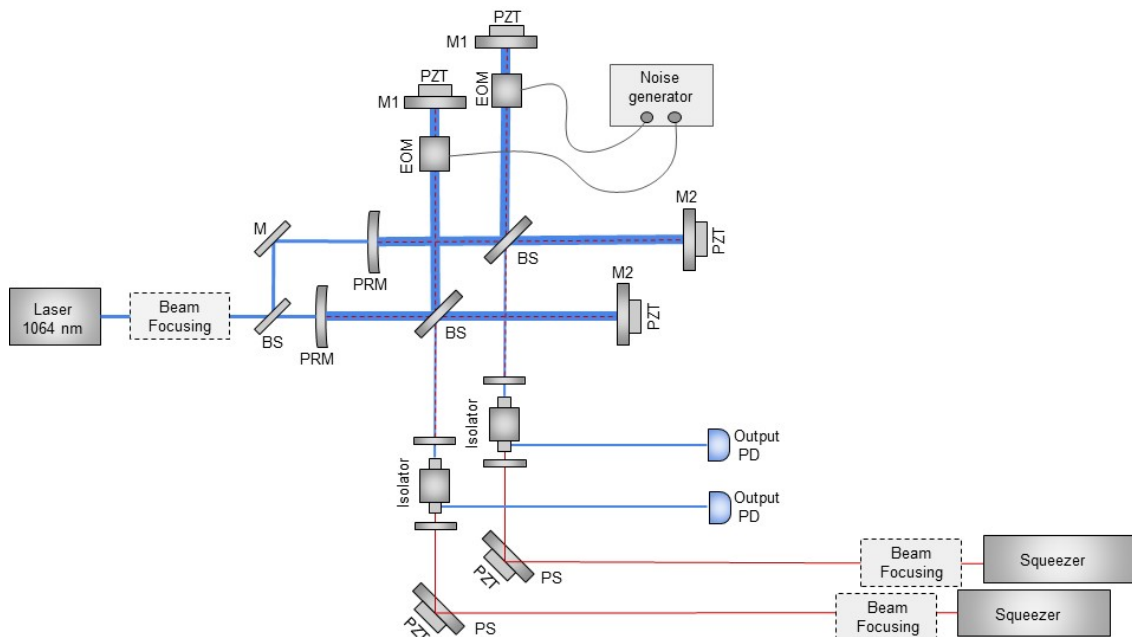 PZT
M1
PZT
M1
EOM
EOM
Noise
generator
M2
PZT
M
BS
PRM
M2
PZT
Laser
1064 nm
Beam
Focusing
BS
PRM
BS
Isolator
Output
PD
Isolator
Output
PD
PZT
PS
Beam
Focusing
Squeezer
PZT
PS
Beam
Focusing
Squeezer